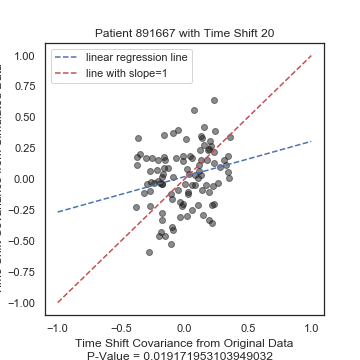 Patient 891667 with Time Shift 20
linear regression line
line with slope=1
1.00
0.75
0.50
0.25
0.00
−0.25
−0.50
−0.75
−1.00
−1.0 −0.5 0.0 0.5 1.0
Time Shift Covariance from Original Data
P-Value = 0.019171953103949032